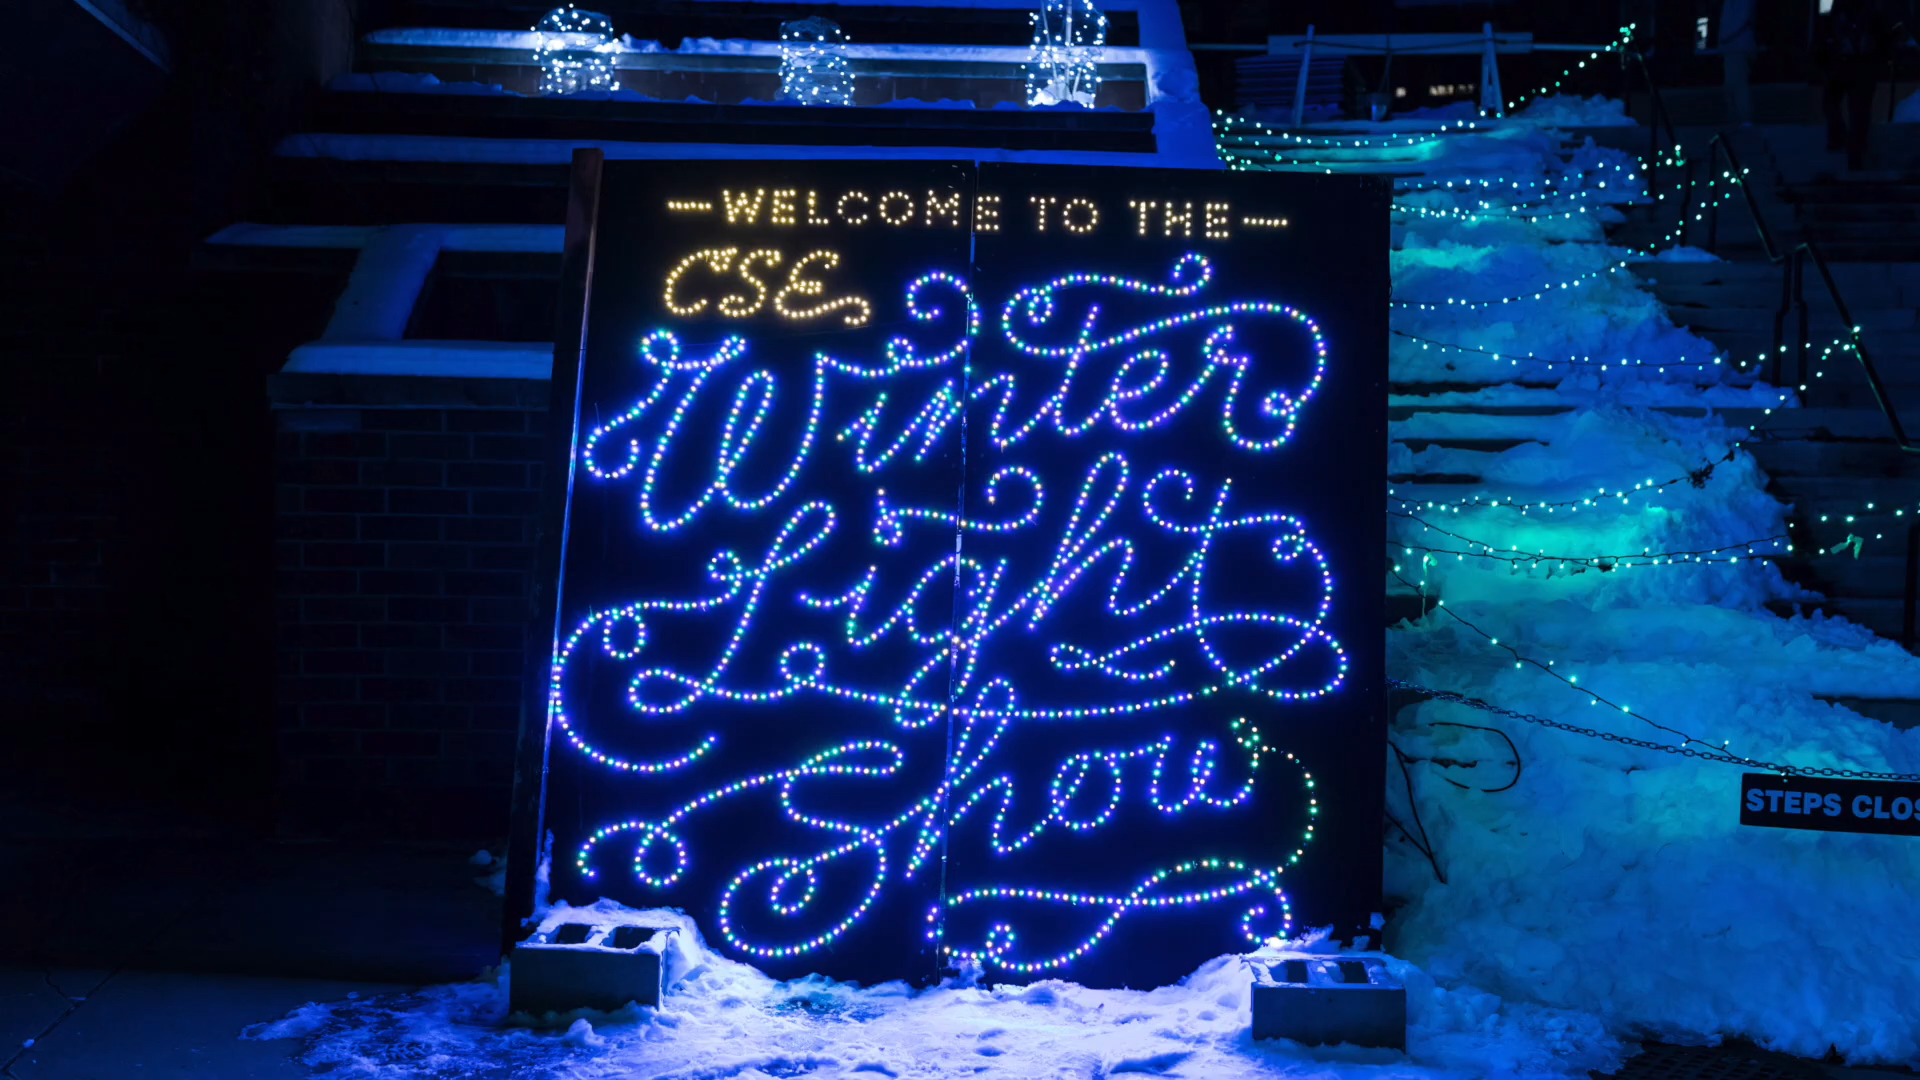 —WELCOME TO THE—
CSE
Winter
Light
Show
STEPS CLOS